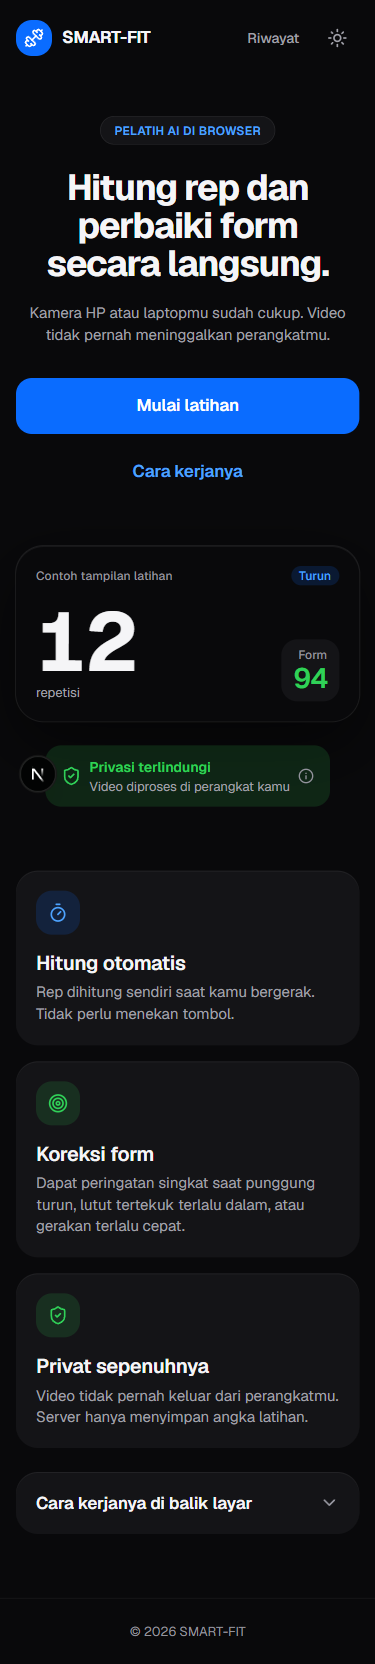 SMART-FIT
Riwayat
PELATIH AI DI BROWSER
Hitung rep dan
perbaiki form
secara langsung.
Kamera HP atau laptopmu sudah cukup. Video
tidak pernah meninggalkan perangkatmu.
Mulai latihan
Cara kerjanya
Contoh tampilan latihan
Turun
12
repetisi
Form
94
N
Privasi terlindungi
Video diproses di perangkat kamu
Hitung otomatis
Rep dihitung sendiri saat kamu bergerak.
Tidak perlu menekan tombol.
Koreksi form
Dapat peringatan singkat saat punggung
turun, lutut tertekuk terlalu dalam, atau
gerakan terlalu cepat.
Privat sepenuhnya
Video tidak pernah keluar dari perangkatmu.
Server hanya menyimpan angka latihan.
Cara kerjanya di balik layar
© 2026 SMART-FIT